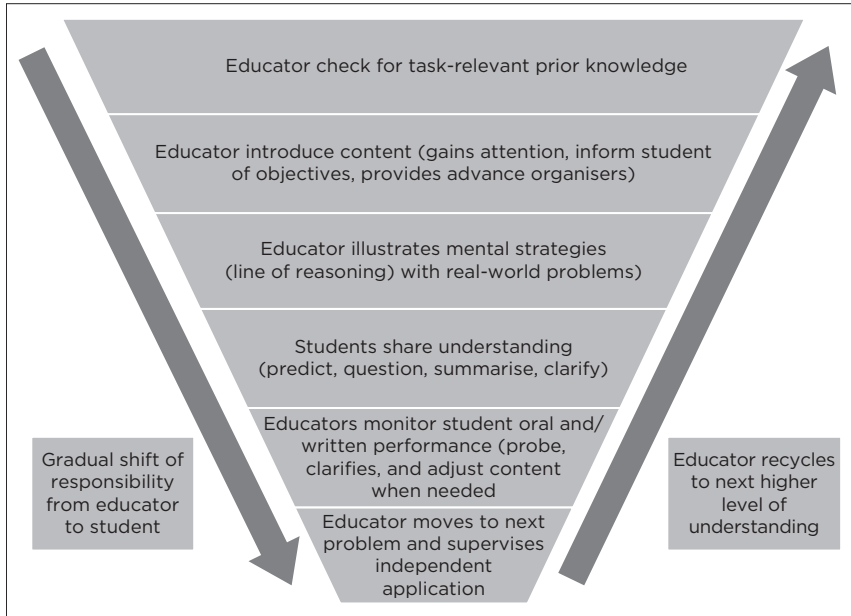 Educator check for task-relevant prior knowledge
Educator introduce content (gains attention, inform student
of objectives, provides advance organisers)
Educator illustrates mental strategies
(line of reasoning) with real-world problems)
Students share understanding
(predict, question, summarise, clarify)
Educators monitor student oral and/
written performance (probe,
clarifies, and adjust content
when needed
Educator moves to next
problem and supervises
independent
application
Gradual shift of
responsibility
from educator
to student
Educator recycles
to next higher
level of
understanding